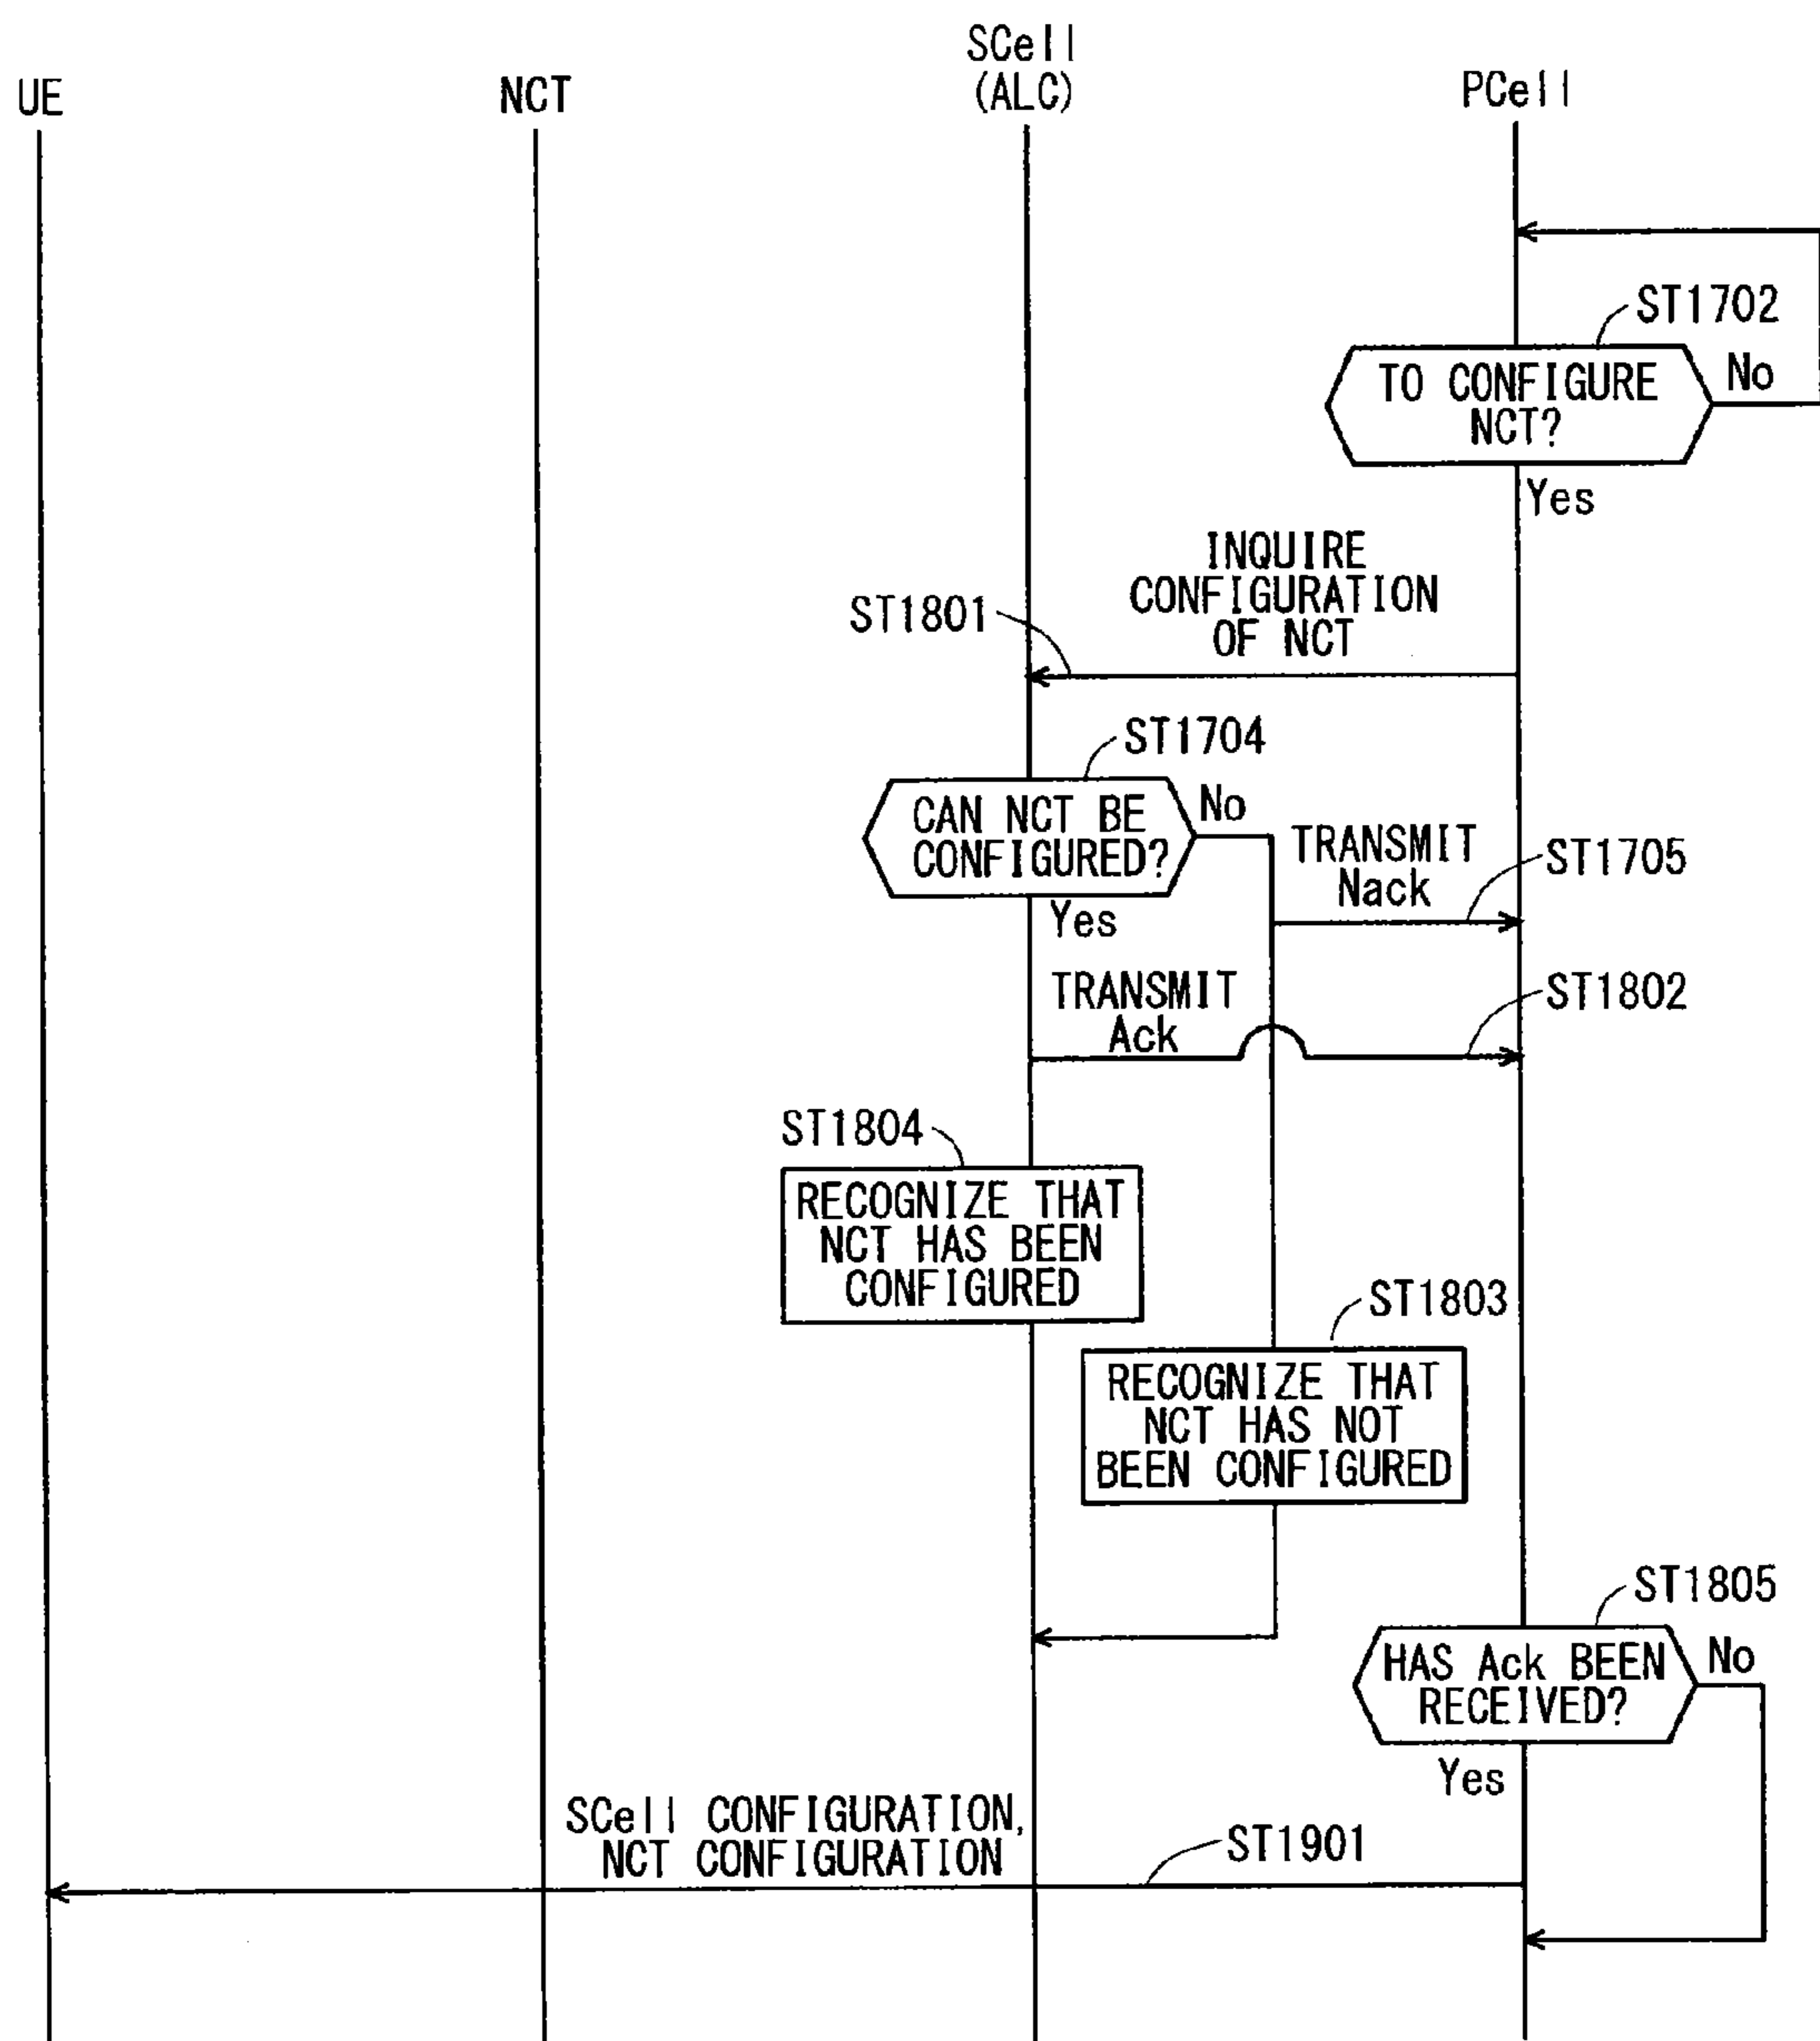 UE
NCT
SCell
(ALC)
PCell
ST1702
TO CONFIGURE
NCT?
No
Yes
INQUIRE
CONFIGURATION
OF NCT
ST1801
ST1704
CAN NCT BE
CONFIGURED?
No
Yes
TRANSMIT
Nack
ST1705
TRANSMIT
Ack
ST1802
ST1804
RECOGNIZE THAT
NCT HAS BEEN
CONFIGURED
ST1803
RECOGNIZE THAT
NCT HAS NOT
BEEN CONFIGURED
ST1805
HAS Ack BEEN
RECEIVED?
No
Yes
SCell CONFIGURATION,
NCT CONFIGURATION
ST1901